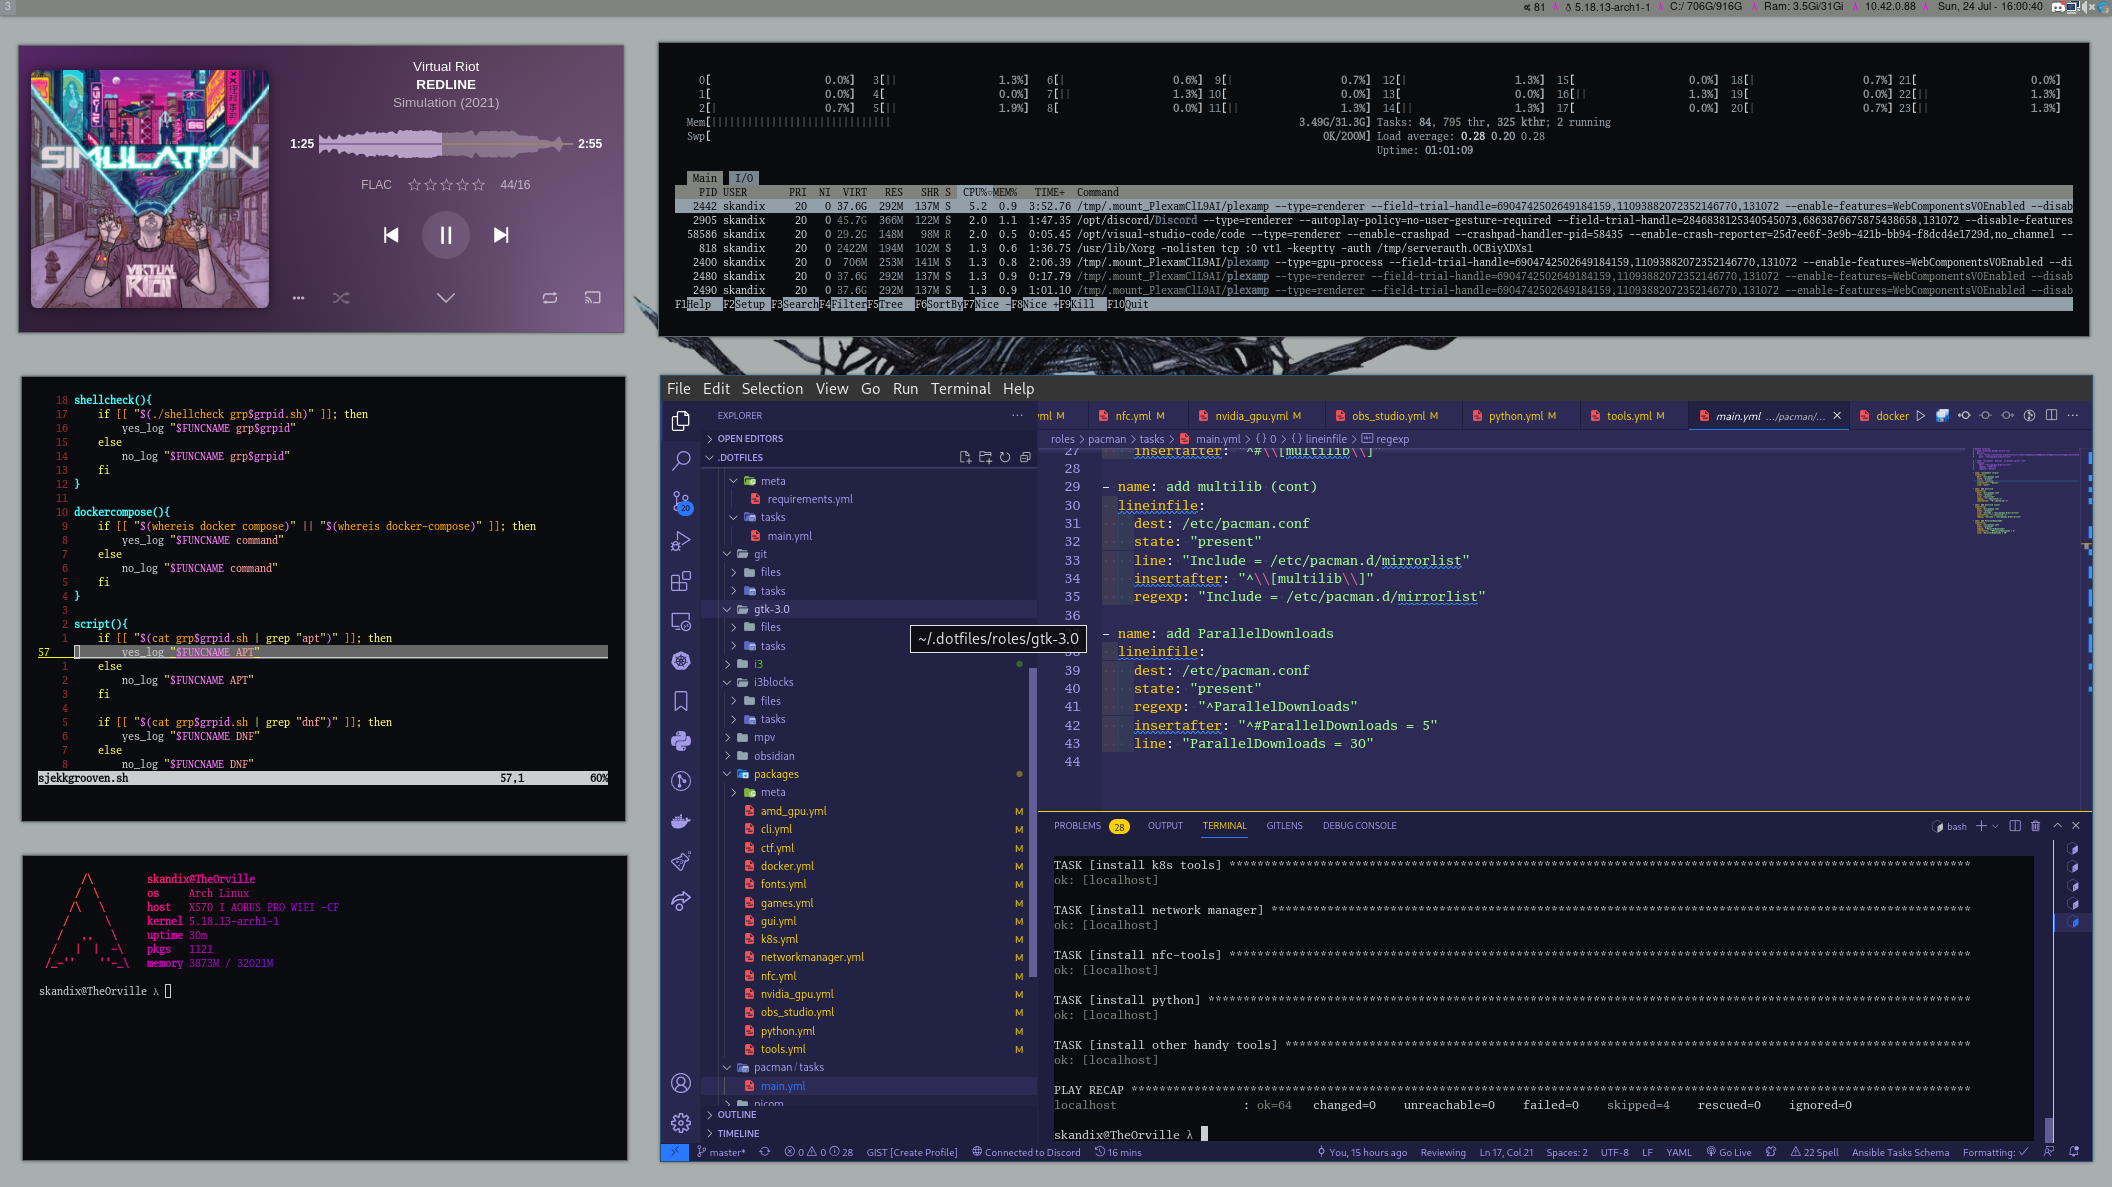 3
81 5.18.13-arch1-1 C:/ 706G/916G Ram: 3.5Gi/31Gi 10.42.0.88 Sun, 24 Jul - 16:00:40
Virtual Riot
REDLINE
Simulation (2021)
1:25 2:55
FLAC 44/16
SIMULATION
VIRTUAL
RIOT
0[ 0.0%] 3[|| 1.3%] 6[| 0.6%] 9[| 0.7%] 12[| 1.3%] 15[ 0.0%] 18[| 0.7%] 21[ 0.0%]
1[ 0.0%] 4[ 0.0%] 7[|| 1.3%] 10[ 0.0%] 13[ 0.0%] 16[|| 1.3%] 19[ 0.0%] 22[|| 1.3%]
2[| 0.7%] 5[|| 1.9%] 8[ 0.0%] 11[|| 1.3%] 14[|| 1.3%] 17[ 0.0%] 20[| 0.7%] 23[|| 1.3%]
Mem[|||||||||||||||||||||||||||||| 3.49G/31.3G] Tasks: 84, 795 thr, 325 kthr; 2 running
Swp[ 0K/200M] Load average: 0.28 0.20 0.28
Uptime: 01:01:09
Main I/O
PID USER PRI NI VIRT RES SHR S CPU%▽MEM% TIME+ Command
2442 skandix 20 0 37.6G 292M 137M S 5.2 0.9 3:52.76 /tmp/.mount_PlexamClL9AI/plexamp --type=renderer --field-trial-handle=6904742502649184159,11093882072352146770,131072 --enable-features=WebComponentsV0Enabled --disab
2905 skandix 20 0 45.7G 366M 122M S 2.0 1.1 1:47.35 /opt/discord/Discord --type=renderer --autoplay-policy=no-user-gesture-required --field-trial-handle=2846838125340545073,6863876675875438658,131072 --disable-features
58586 skandix 20 0 29.2G 148M 98M R 2.0 0.5 0:05.45 /opt/visual-studio-code/code --type=renderer --enable-crashpad --crashpad-handler-pid=58435 --enable-crash-reporter=25d7ee6f-3e9b-421b-bb94-f8dcd4e1729d,no_channel --
818 skandix 20 0 2422M 194M 102M S 1.3 0.6 1:36.75 /usr/lib/Xorg -nolisten tcp :0 vt1 -keeptty -auth /tmp/serverauth.OCBiyXDXs1
2400 skandix 20 0 706M 253M 141M S 1.3 0.8 2:06.39 /tmp/.mount_PlexamClL9AI/plexamp --type=gpu-process --field-trial-handle=6904742502649184159,11093882072352146770,131072 --enable-features=WebComponentsV0Enabled --di
2480 skandix 20 0 37.6G 292M 137M S 1.3 0.9 0:17.79 /tmp/.mount_PlexamClL9AI/plexamp --type=renderer --field-trial-handle=6904742502649184159,11093882072352146770,131072 --enable-features=WebComponentsV0Enabled --disab
2490 skandix 20 0 37.6G 292M 137M S 1.3 0.9 1:01.10 /tmp/.mount_PlexamClL9AI/plexamp --type=renderer --field-trial-handle=6904742502649184159,11093882072352146770,131072 --enable-features=WebComponentsV0Enabled --disab
F1Help F2Setup F3SearchF4FilterF5Tree F6SortByF7Nice -F8Nice +F9Kill F10Quit
18 shellcheck(){
17 if [[ "$(./shellcheck grp$grpid.sh)" ]]; then
16 yes_log "$FUNCNAME grp$grpid"
15 else
14 no_log "$FUNCNAME grp$grpid"
13 fi
12 }
11
10 dockercompose(){
9 if [[ "$(whereis docker compose)" || "$(whereis docker-compose)" ]]; then
8 yes_log "$FUNCNAME command"
7 else
6 no_log "$FUNCNAME command"
5 fi
4 }
3
2 script(){
1 if [[ "$(cat grp$grpid.sh | grep "apt")" ]]; then
57 yes_log "$FUNCNAME APT"
1 else
2 no_log "$FUNCNAME APT"
3 fi
4
5 if [[ "$(cat grp$grpid.sh | grep "dnf")" ]]; then
6 yes_log "$FUNCNAME DNF"
7 else
8 no_log "$FUNCNAME DNF"
sjekkgrooven.sh 57,1 60%
skandix@TheOrville
os Arch Linux
host X570 I AORUS PRO WIFI -CF
kernel 5.18.13-arch1-1
uptime 30m
pkgs 1121
memory 3873M / 32021M
skandix@TheOrville λ
File Edit Selection View Go Run Terminal Help
EXPLORER
OPEN EDITORS
.DOTFILES
meta
requirements.yml
tasks
main.yml
git
files
tasks
gtk-3.0
files
tasks
i3
i3blocks
files
tasks
mpv
obsidian
packages
meta
amd_gpu.yml M
cli.yml M
ctf.yml M
docker.yml M
fonts.yml M
games.yml M
gui.yml M
k8s.yml M
networkmanager.yml M
nfc.yml M
nvidia_gpu.yml M
obs_studio.yml M
python.yml M
tools.yml M
pacman / tasks
main.yml
picom
OUTLINE
TIMELINE
20
~/.dotfiles/roles/gtk-3.0
yml M nfc.yml M nvidia_gpu.yml M obs_studio.yml M python.yml M tools.yml M main.yml .../pacman/... docker
roles > pacman > tasks > main.yml > {} 0 > {} lineinfile > regexp
27 insertafter: "^#\\[multilib\\]"
28
29 - name: add multilib (cont)
30 lineinfile:
31 dest: /etc/pacman.conf
32 state: "present"
33 line: "Include = /etc/pacman.d/mirrorlist"
34 insertafter: "^\\[multilib\\]"
35 regexp: "Include = /etc/pacman.d/mirrorlist"
36
- name: add ParallelDownloads
38 lineinfile:
39 dest: /etc/pacman.conf
40 state: "present"
41 regexp: "^ParallelDownloads"
42 insertafter: "^#ParallelDownloads = 5"
43 line: "ParallelDownloads = 30"
44
PROBLEMS 28 OUTPUT TERMINAL GITLENS DEBUG CONSOLE bash
TASK [install k8s tools] **********
ok: [localhost]
TASK [install network manager] **********
ok: [localhost]
TASK [install nfc-tools] **********
ok: [localhost]
TASK [install python] **********
ok: [localhost]
TASK [install other handy tools] **********
ok: [localhost]
PLAY RECAP **********
localhost : ok=64 changed=0 unreachable=0 failed=0 skipped=4 rescued=0 ignored=0
skandix@TheOrville λ
master* 0 0 28 GIST [Create Profile] Connected to Discord 16 mins You, 15 hours ago Reviewing Ln 17, Col 21 Spaces: 2 UTF-8 LF YAML Go Live 22 Spell Ansible Tasks Schema Formatting: ✓